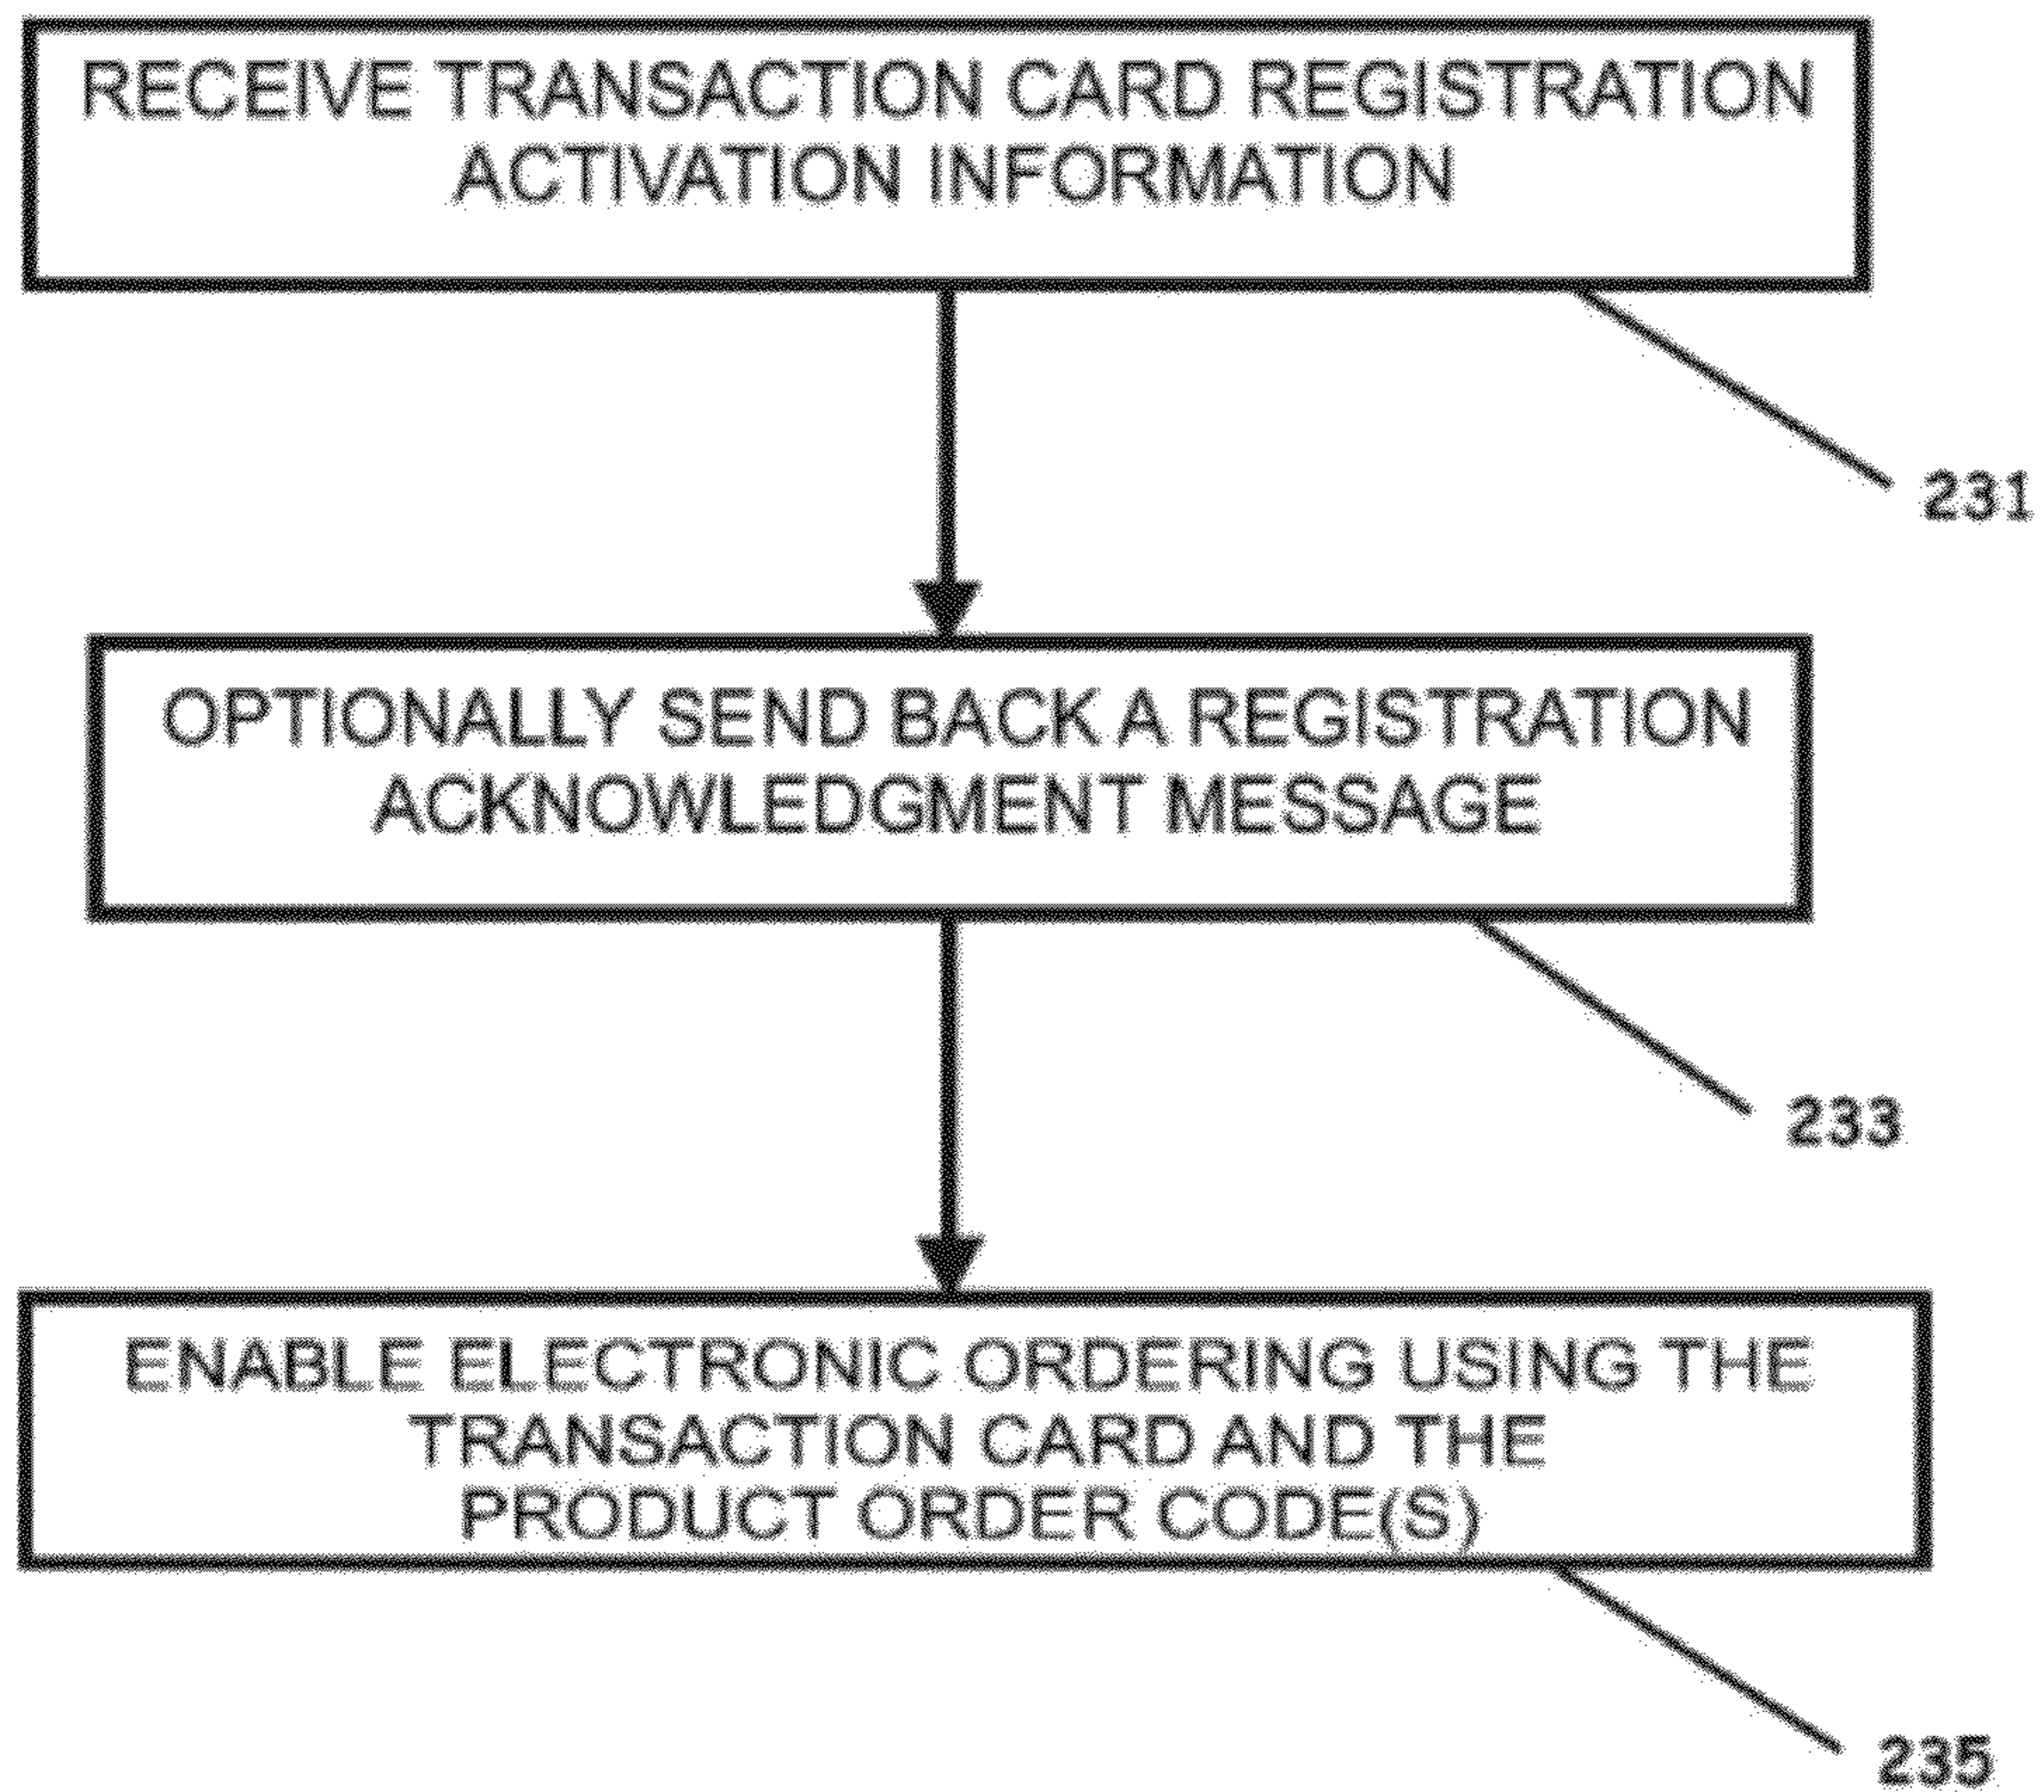 RECEIVE TRANSACTION CARD REGISTRATION
ACTIVATION INFORMATION
231
OPTIONALLY SEND BACK A REGISTRATION
ACKNOWLEDGMENT MESSAGE
233
ENABLE ELECTRONIC ORDERING USING THE
TRANSACTION CARD AND THE
PRODUCT ORDER CODE(S)
235